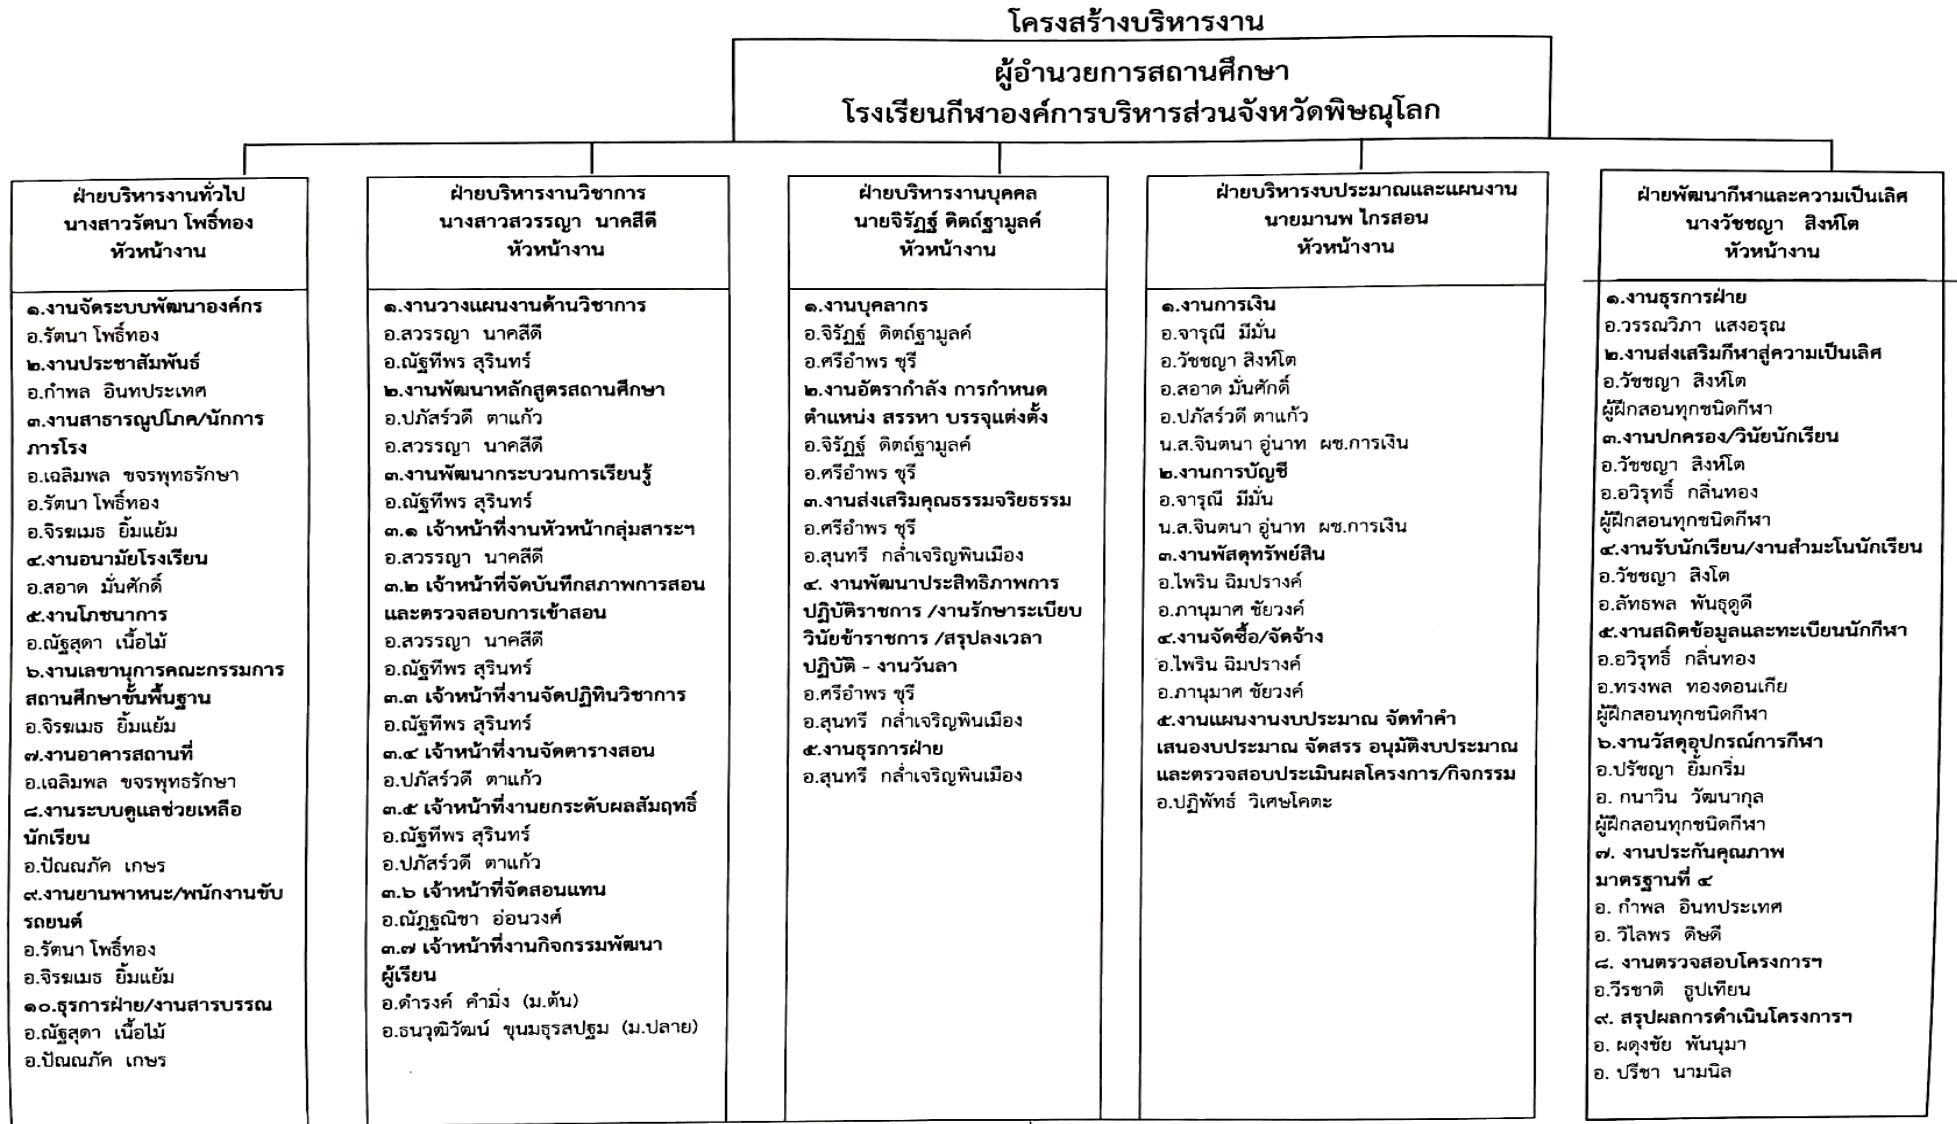 โครงสร้างบริหารงาน
ผู้อำนวยการสถานศึกษา
โรงเรียนกีฬาองค์การบริหารส่วนจังหวัดพิษณุโลก
ฝ่ายบริหารงานทั่วไป
นางสาวรัตนา โพธิ์ทอง
หัวหน้างาน
๑.งานจัดระบบพัฒนาองค์กร
อ.รัตนา โพธิ์ทอง
๒.งานประชาสัมพันธ์
อ.กำพล อินทประเทศ
๓.งานสาธารณูปโภค/นักการ
ภารโรง
อ.เฉลิมพล ขจรพุทธรักษา
อ.รัตนา โพธิ์ทอง
อ.จิรฆเมธ ยิ้มแย้ม
๔.งานอนามัยโรงเรียน
อ.สอาด มั่นศักดิ์
๕.งานโภชนาการ
อ.ณัฐสุดา เนื้อไม้
๖.งานเลขานุการคณะกรรมการ
สถานศึกษาขั้นพื้นฐาน
อ.จิรฆเมธ ยิ้มแย้ม
๗.งานอาคารสถานที่
อ.เฉลิมพล ขจรพุทธรักษา
๘.งานระบบดูแลช่วยเหลือ
นักเรียน
อ.ปัณณภัค เกษร
๙.งานยานพาหนะ/พนักงานขับ
รถยนต์
อ.รัตนา โพธิ์ทอง
อ.จิรฆเมธ ยิ้มแย้ม
๑๐.ธุรการฝ่าย/งานสารบรรณ
อ.ณัฐสุดา เนื้อไม้
อ.ปัณณภัค เกษร
ฝ่ายบริหารงานวิชาการ
นางสาวสวรรญา นาคสีดี
หัวหน้างาน
๑.งานวางแผนงานด้านวิชาการ
อ.สวรรญา นาคสีดี
อ.ณัฐทีพร สุรินทร์
๒.งานพัฒนาหลักสูตรสถานศึกษา
อ.ปภัสร์วดี ตาแก้ว
อ.สวรรญา นาคสีดี
๓.งานพัฒนากระบวนการเรียนรู้
อ.ณัฐทีพร สุรินทร์
๓.๑ เจ้าหน้าที่งานหัวหน้ากลุ่มสาระฯ
อ.สวรรญา นาคสีดี
๓.๒ เจ้าหน้าที่จัดบันทึกสภาพการสอน
และตรวจสอบการเข้าสอน
อ.สวรรญา นาคสีดี
อ.ณัฐทีพร สุรินทร์
๓.๓ เจ้าหน้าที่งานจัดปฏิทินวิชาการ
อ.ณัฐทีพร สุรินทร์
๓.๔ เจ้าหน้าที่งานจัดตารางสอน
อ.ปภัสร์วดี ตาแก้ว
๓.๕ เจ้าหน้าที่งานยกระดับผลสัมฤทธิ์
อ.ณัฐทีพร สุรินทร์
อ.ปภัสร์วดี ตาแก้ว
๓.๖ เจ้าหน้าที่จัดสอนแทน
อ.ณัฏฐณิชา อ่อนวงศ์
๓.๗ เจ้าหน้าที่งานกิจกรรมพัฒนา
ผู้เรียน
อ.ดำรงค์ คำมิ่ง (ม.ต้น)
อ.ธนวุฒิวัฒน์ ขุนมธุรสปฐม (ม.ปลาย)
ฝ่ายบริหารงานบุคคล
นายจิรัฏฐ์ ดิตถ์ฐามูลค์
หัวหน้างาน
๑.งานบุคลากร
อ.จิรัฏฐ์ ดิตถ์ฐามูลค์
อ.ศรีอำพร ชุรี
๒.งานอัตรากำลัง การกำหนด
ตำแหน่ง สรรหา บรรจุแต่งตั้ง
อ.จิรัฏฐ์ ดิตถ์ฐามูลค์
อ.ศรีอำพร ชุรี
๓.งานส่งเสริมคุณธรรมจริยธรรม
อ.ศรีอำพร ชุรี
อ.สุนทรี กล่ำเจริญพินเมือง
๔. งานพัฒนาประสิทธิภาพการ
ปฏิบัติราชการ /งานรักษาระเบียบ
วินัยข้าราชการ /สรุปลงเวลา
ปฏิบัติ - งานวันลา
อ.ศรีอำพร ชุรี
อ.สุนทรี กล่ำเจริญพินเมือง
๕.งานธุรการฝ่าย
อ.สุนทรี กล่ำเจริญพินเมือง
ฝ่ายบริหารงบประมาณและแผนงาน
นายมานพ ไกรสอน
หัวหน้างาน
๑.งานการเงิน
อ.จารุณี มีมั่น
อ.วัชชญา สิงห์โต
อ.สอาด มั่นศักดิ์
อ.ปภัสร์วดี ตาแก้ว
น.ส.จินตนา อู่นาท ผช.การเงิน
๒.งานการบัญชี
อ.จารุณี มีมั่น
น.ส.จินตนา อู่นาท ผช.การเงิน
๓.งานพัสดุทรัพย์สิน
อ.ไพริน ฉิมปรางค์
อ.ภานุมาศ ชัยวงค์
๔.งานจัดซื้อ/จัดจ้าง
อ.ไพริน ฉิมปรางค์
อ.ภานุมาศ ชัยวงค์
๕.งานแผนงานงบประมาณ จัดทำคำ
เสนองบประมาณ จัดสรร อนุมัติงบประมาณ
และตรวจสอบประเมินผลโครงการ/กิจกรรม
อ.ปฏิพัทธ์ วิเศษโคตะ
ฝ่ายพัฒนากีฬาและความเป็นเลิศ
นางวัชชญา สิงห์โต
หัวหน้างาน
๑.งานธุรการฝ่าย
อ.วรรณวิภา แสงอรุณ
๒.งานส่งเสริมกีฬาสู่ความเป็นเลิศ
อ.วัชชญา สิงห์โต
ผู้ฝึกสอนทุกชนิดกีฬา
๓.งานปกครอง/วินัยนักเรียน
อ.วัชชญา สิงห์โต
อ.อวิรุทธิ์ กลิ่นทอง
ผู้ฝึกสอนทุกชนิดกีฬา
๔.งานรับนักเรียน/งานสำมะโนนักเรียน
อ.วัชชญา สิงโต
อ.ลัทธพล พันธุดูดี
๕.งานสถิตข้อมูลและทะเบียนนักกีฬา
อ.อวิรุทธิ์ กลิ่นทอง
อ.ทรงพล ทองดอนเกีย
ผู้ฝึกสอนทุกชนิดกีฬา
๖.งานวัสดุอุปกรณ์การกีฬา
อ.ปรัชญา ยิ้มกริ่ม
อ. กนาวิน วัฒนากุล
ผู้ฝึกสอนทุกชนิดกีฬา
๗. งานประกันคุณภาพ
มาตรฐานที่ ๔
อ. กำพล อินทประเทศ
อ. วิไลพร ดิษดี
๘. งานตรวจสอบโครงการฯ
อ.วีรชาติ ธูปเทียน
๙. สรุปผลการดำเนินโครงการฯ
อ. ผดุงชัย พันนุมา
อ. ปรีชา นามนิล